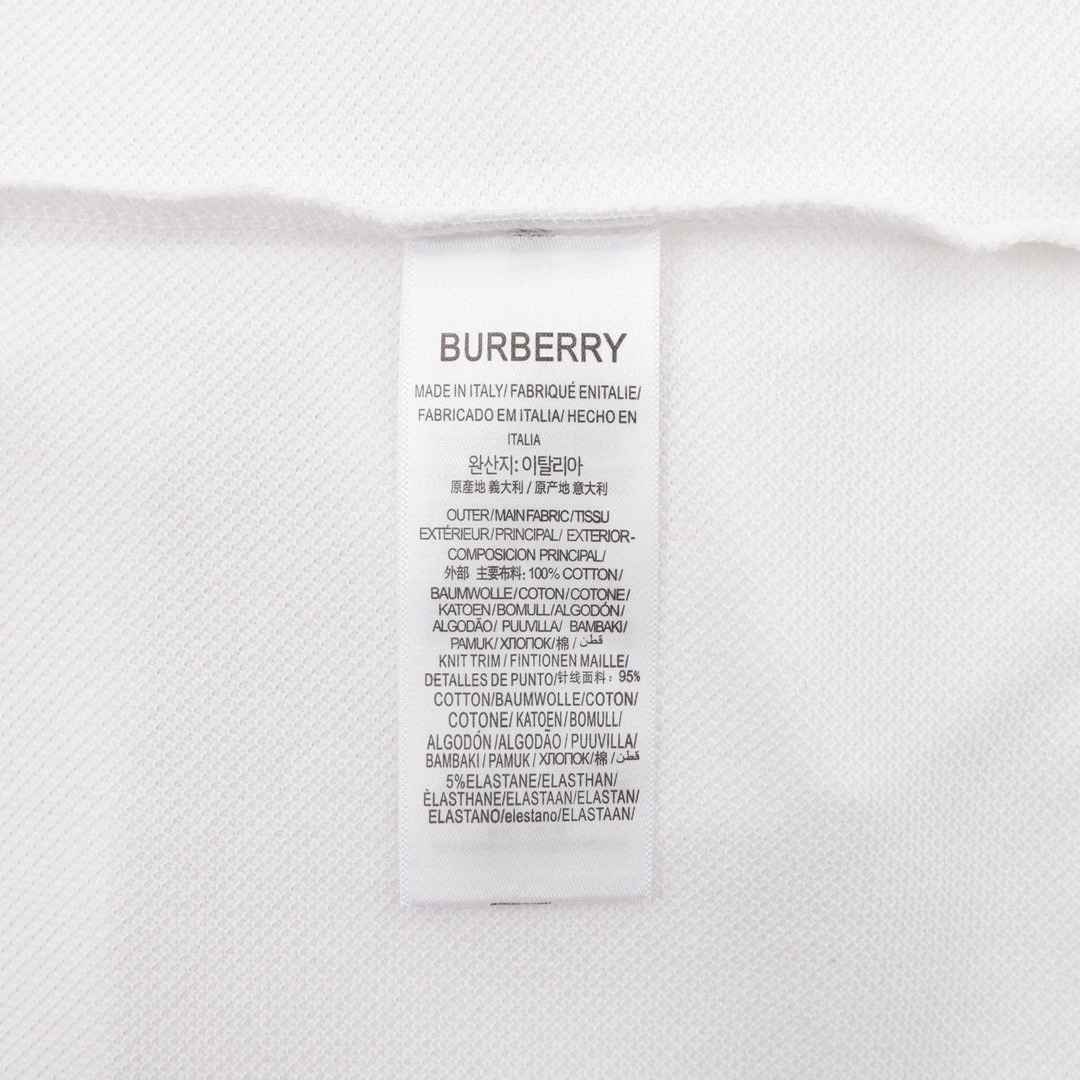 BURBERRY
MADE IN ITALY/ FABRIQUÉ ENITALIE/
FABRICADO EM ITALIA/ HECHO EN
ITALIA
완산지: 이탈리아
原產地 義大利 / 原产地 意大利
OUTER/MAIN FABRIC/TISSU
EXTÉRIEUR/PRINCIPAL/ EXTERIOR-
COMPOSICION PRINCIPAL/
外部 主要布料: 100% COTTON/
BAUMWOLLE/COTON/COTONE/
KATOEN/BOMULL/ALGODÓN/
ALGODÃO/ PUUVILLA/ BAMBAKI/
PAMUK/ХЛОПОК/棉/قطن
KNIT TRIM/FINTIONEN MAILLE/
DETALLES DE PUNTO/针线面料: 95%
COTTON/BAUMWOLLE/COTON/
COTONE/ KATOEN/BOMULL/
ALGODÓN/ALGODÃO/PUUVILLA/
BAMBAKI/PAMUK/ХЛОПОК/棉/قطن
5%ELASTANE/ELASTHAN/
ÈLASTHANE/ELASTAAN/ELASTAN/
ELASTANO/elestano/ELASTAAN/